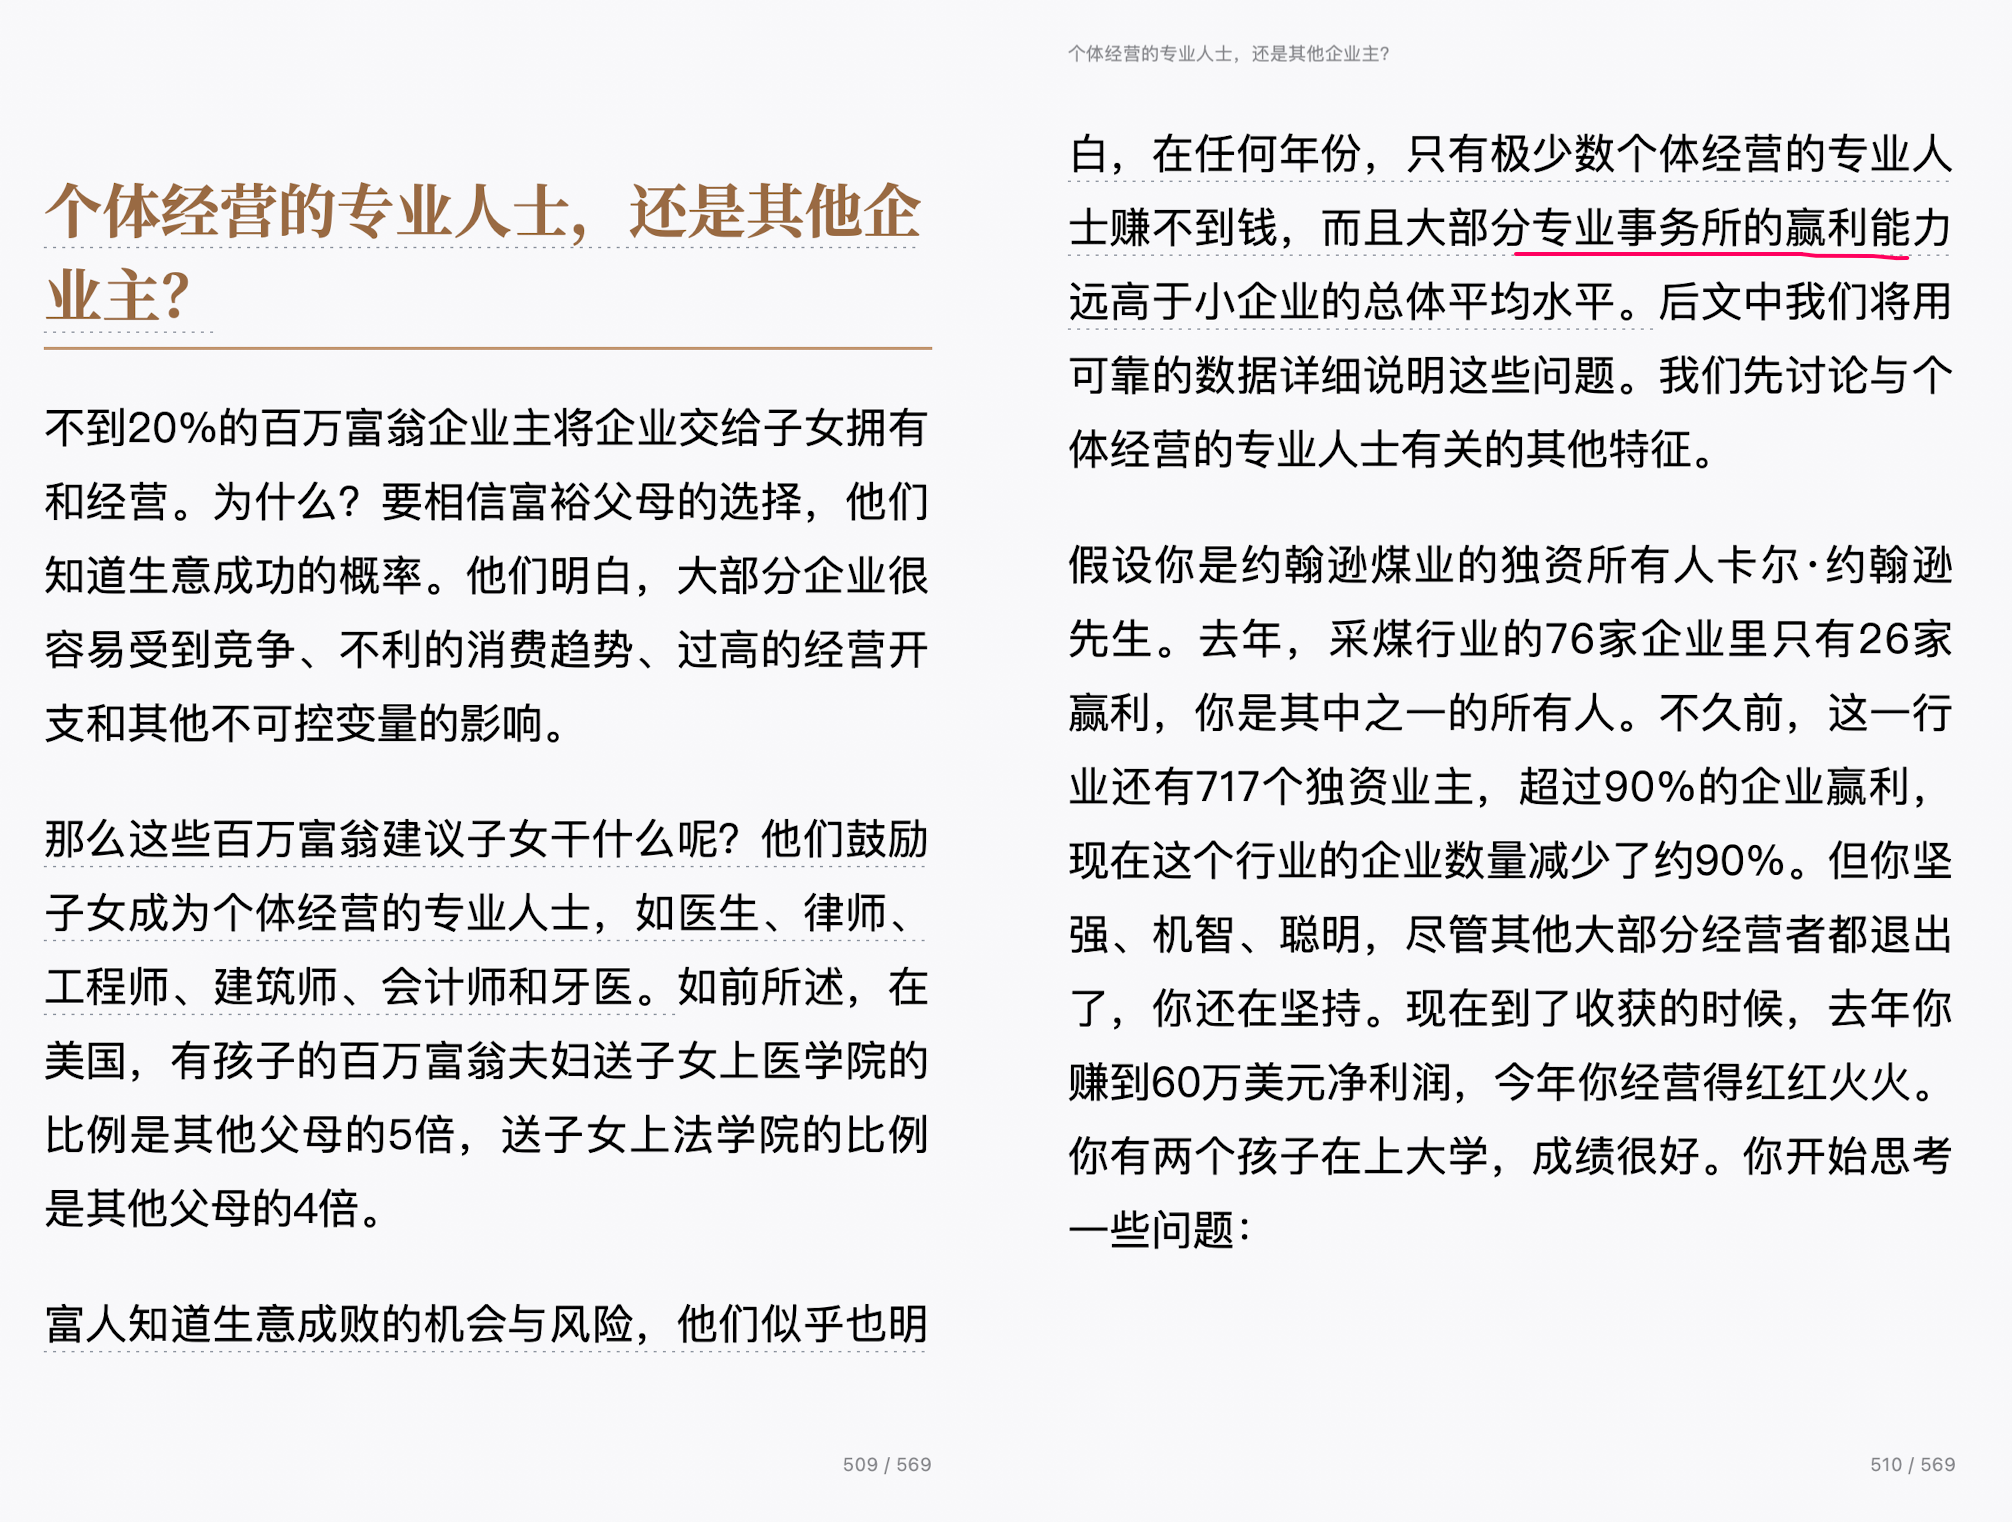 个体经营的专业人士，还是其他企
业主？
不到20%的百万富翁企业主将企业交给子女拥有
和经营。为什么？要相信富裕父母的选择，他们
知道生意成功的概率。他们明白，大部分企业很
容易受到竞争、不利的消费趋势、过高的经营开
支和其他不可控变量的影响。
那么这些百万富翁建议子女干什么呢？他们鼓励
子女成为个体经营的专业人士，如医生、律师、
工程师、建筑师、会计师和牙医。如前所述，在
美国，有孩子的百万富翁夫妇送子女上医学院的
比例是其他父母的5倍，送子女上法学院的比例
是其他父母的4倍。
富人知道生意成败的机会与风险，他们似乎也明
509 / 569
个体经营的专业人士，还是其他企业主？
白，在任何年份，只有极少数个体经营的专业人
士赚不到钱，而且大部分专业事务所的赢利能力
远高于小企业的总体平均水平。后文中我们将用
可靠的数据详细说明这些问题。我们先讨论与个
体经营的专业人士有关的其他特征。
假设你是约翰逊煤业的独资所有人卡尔·约翰逊
先生。去年，采煤行业的76家企业里只有26家
赢利，你是其中之一的所有人。不久前，这一行
业还有717个独资业主，超过90%的企业赢利，
现在这个行业的企业数量减少了约90%。但你坚
强、机智、聪明，尽管其他大部分经营者都退出
了，你还在坚持。现在到了收获的时候，去年你
赚到60万美元净利润，今年你经营得红红火火。
你有两个孩子在上大学，成绩很好。你开始思考
一些问题：
510 / 569